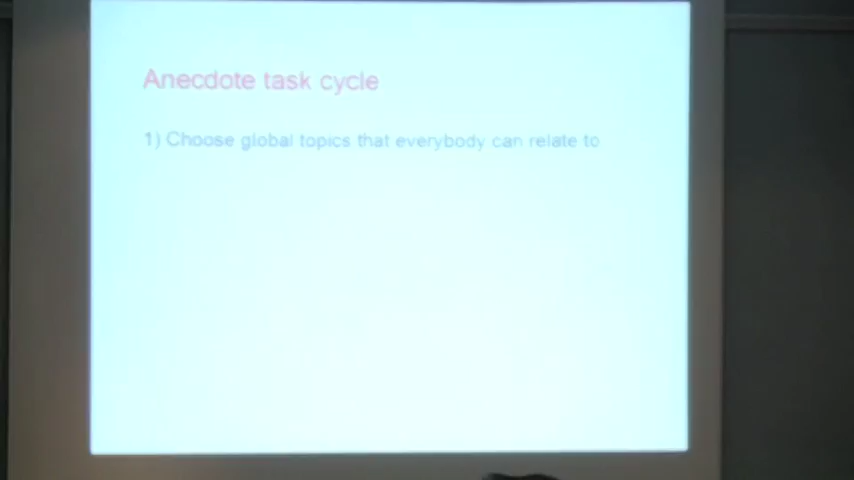 Anecdote task cycle
1) Choose global topics that everybody can relate to